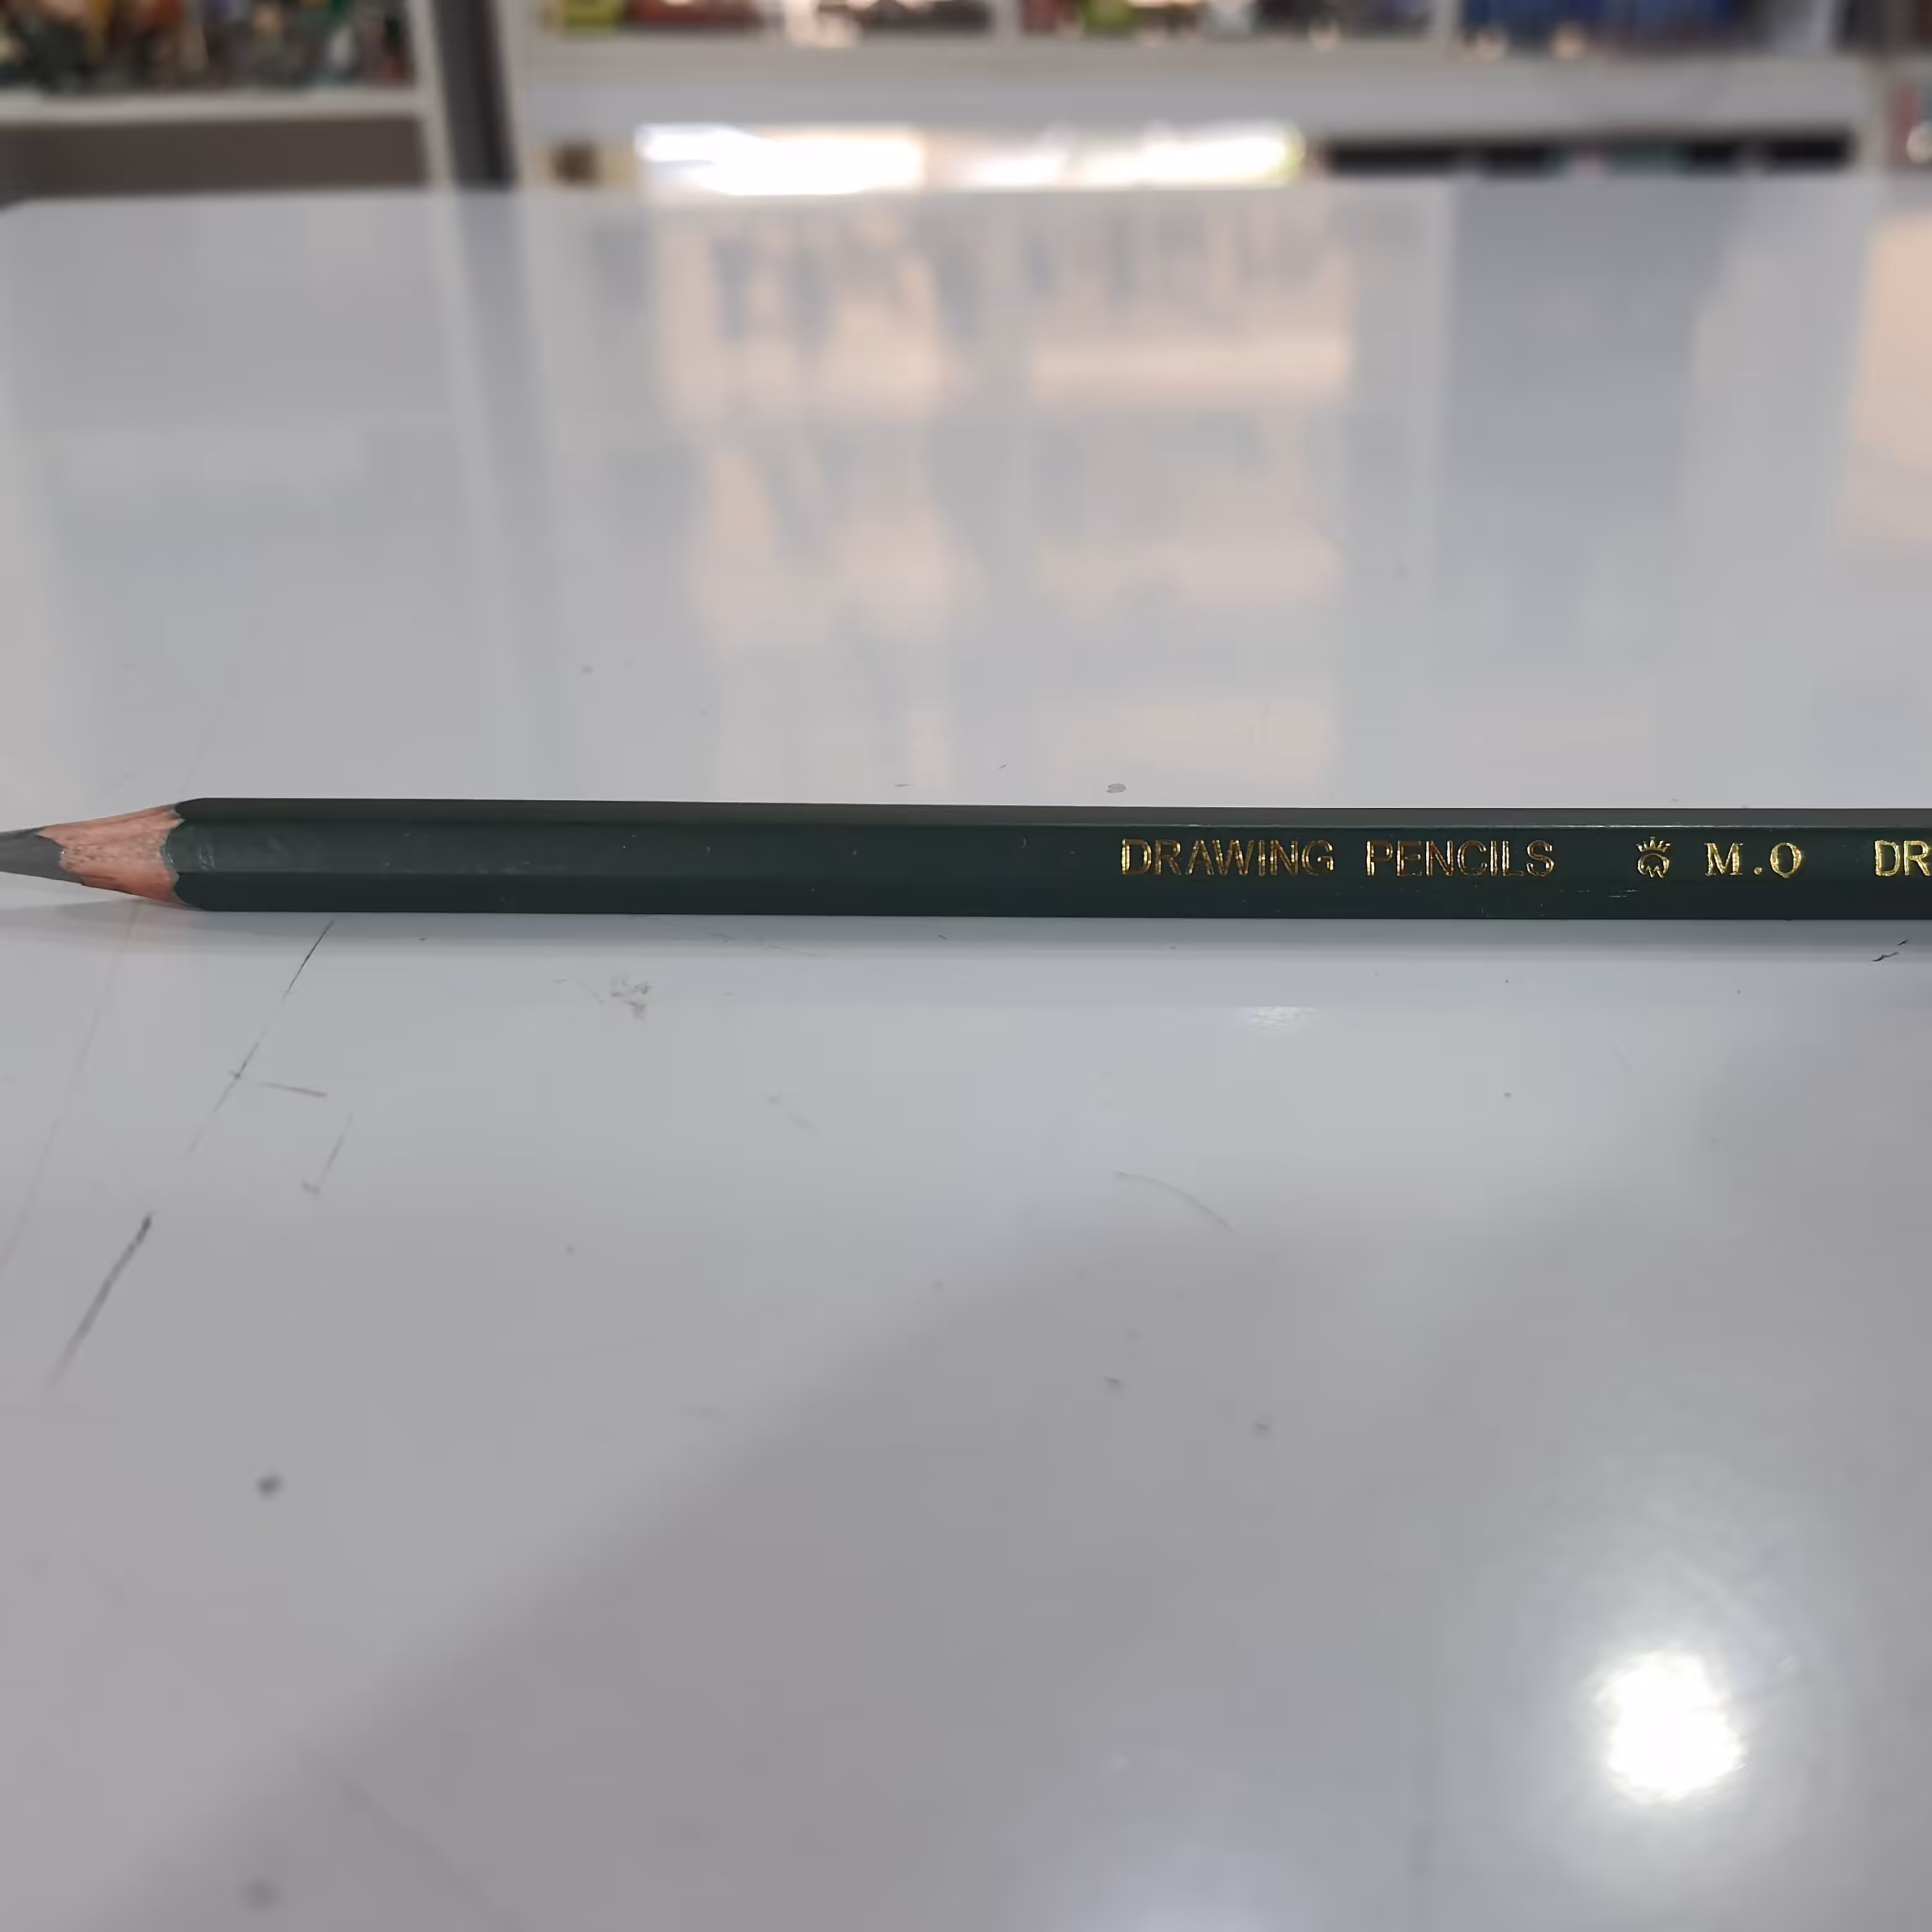 DRAWING PENCILS M.Q DR